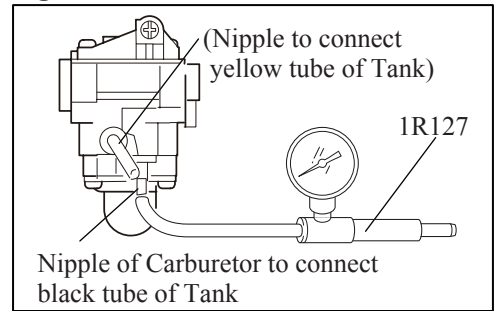 (Nipple to connect
yellow tube of Tank)
1R127
Nipple of Carburetor to connect
black tube of Tank